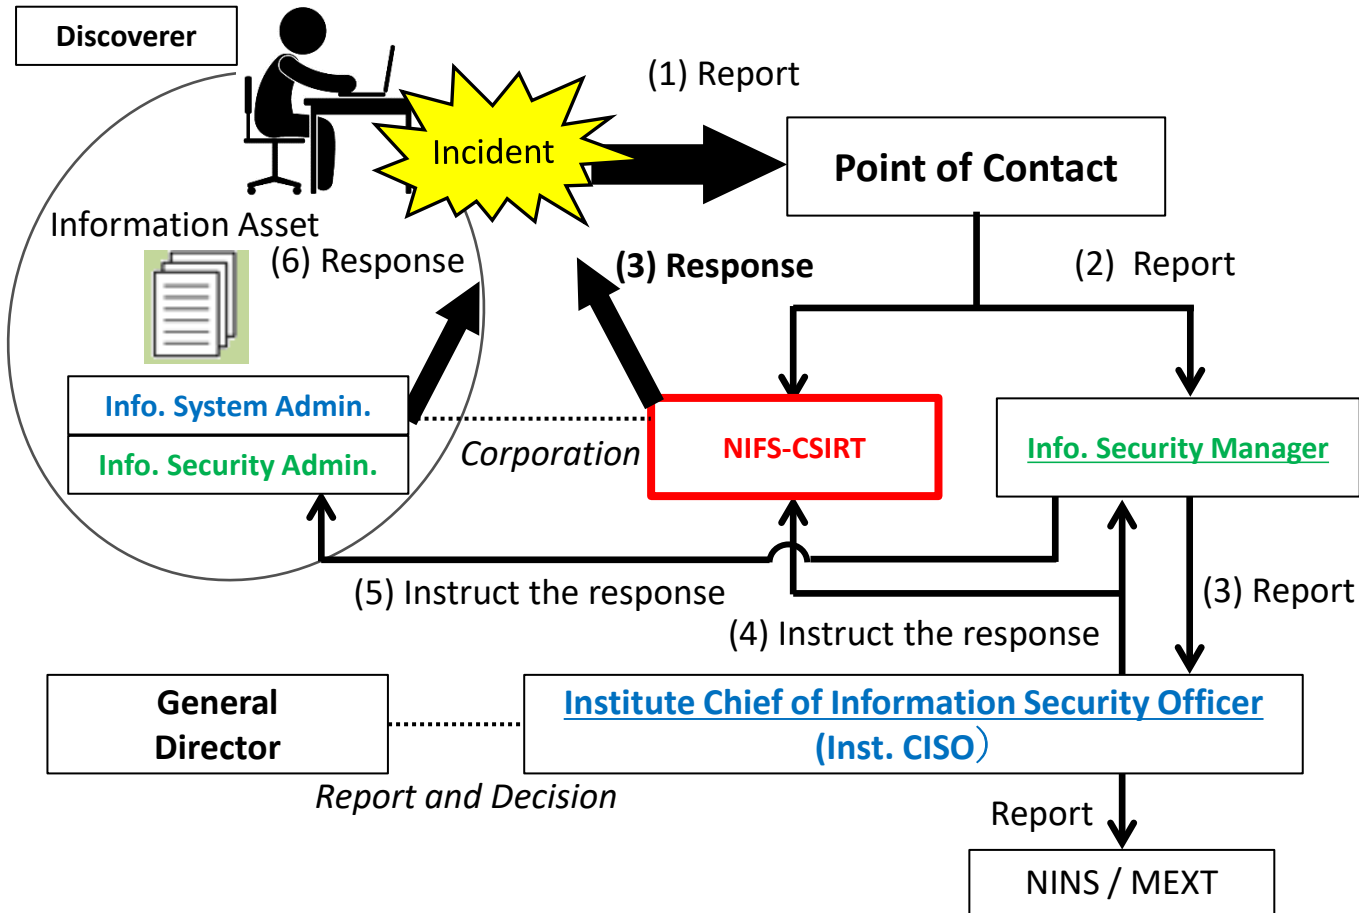 Discoverer
(1) Report
Incident
Point of Contact
Information Asset
(6) Response
(3) Response
(2)  Report
Info. System Admin.
Info. Security Admin.
Corporation
NIFS-CSIRT
Info. Security Manager
(5) Instruct the response
(3) Report
(4) Instruct the response
General
Director
Institute Chief of Information Security Officer
(Inst. CISO）
Report and Decision
Report
NINS / MEXT